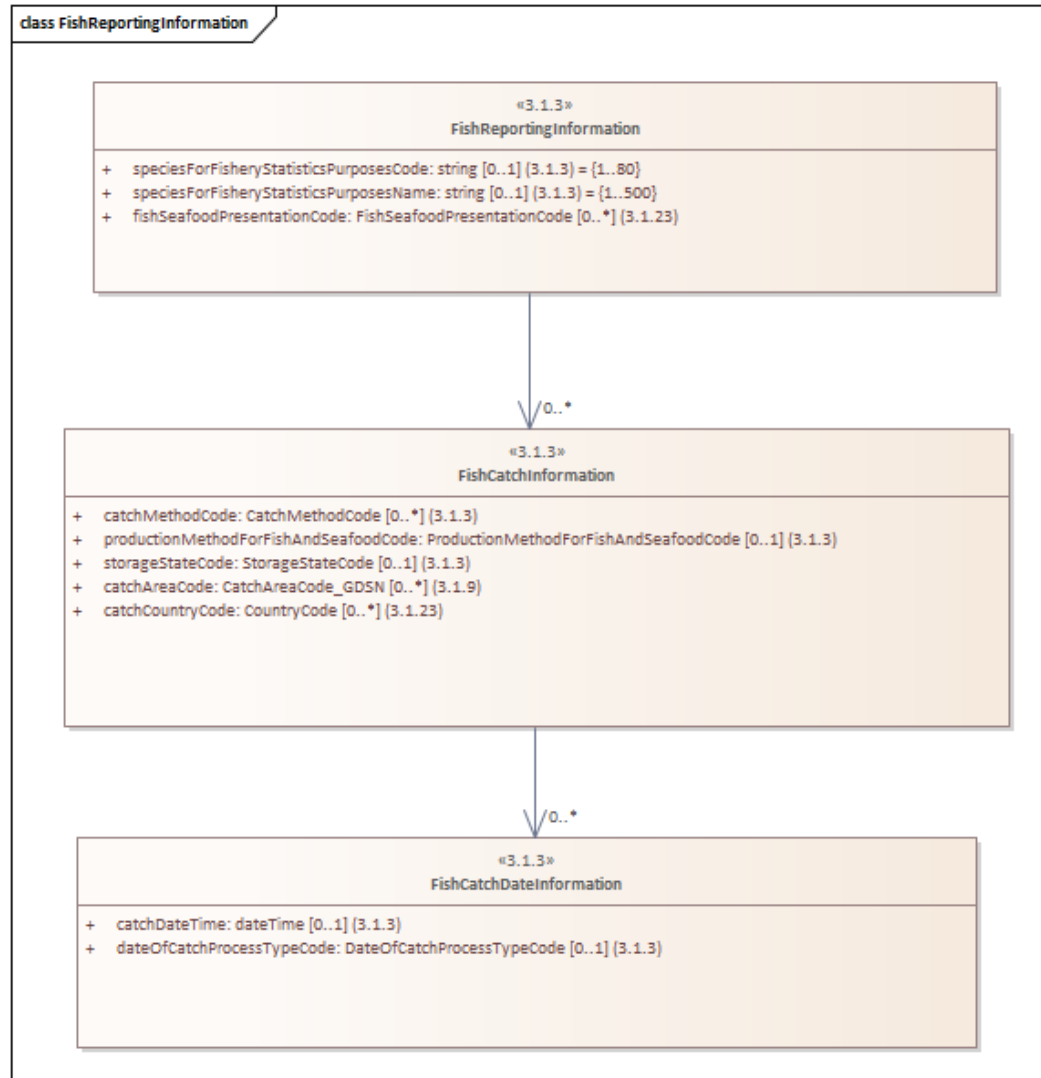 class FishReportingInformation
«3.1.3»
FishReportingInformation
+ speciesForFisheryStatisticsPurposesCode: string [0..1] (3.1.3) = {1..80}
+ speciesForFisheryStatisticsPurposesName: string [0..1] (3.1.3) = {1..500}
+ fishSeafoodPresentationCode: FishSeafoodPresentationCode [0..*] (3.1.23)
0..*
«3.1.3»
FishCatchInformation
+ catchMethodCode: CatchMethodCode [0..*] (3.1.3)
+ productionMethodForFishAndSeafoodCode: ProductionMethodForFishAndSeafoodCode [0..1] (3.1.3)
+ storageStateCode: StorageStateCode [0..1] (3.1.3)
+ catchAreaCode: CatchAreaCode_GDSN [0..*] (3.1.9)
+ catchCountryCode: CountryCode [0..*] (3.1.23)
0..*
«3.1.3»
FishCatchDateInformation
+ catchDateTime: dateTime [0..1] (3.1.3)
+ dateOfCatchProcessTypeCode: DateOfCatchProcessTypeCode [0..1] (3.1.3)